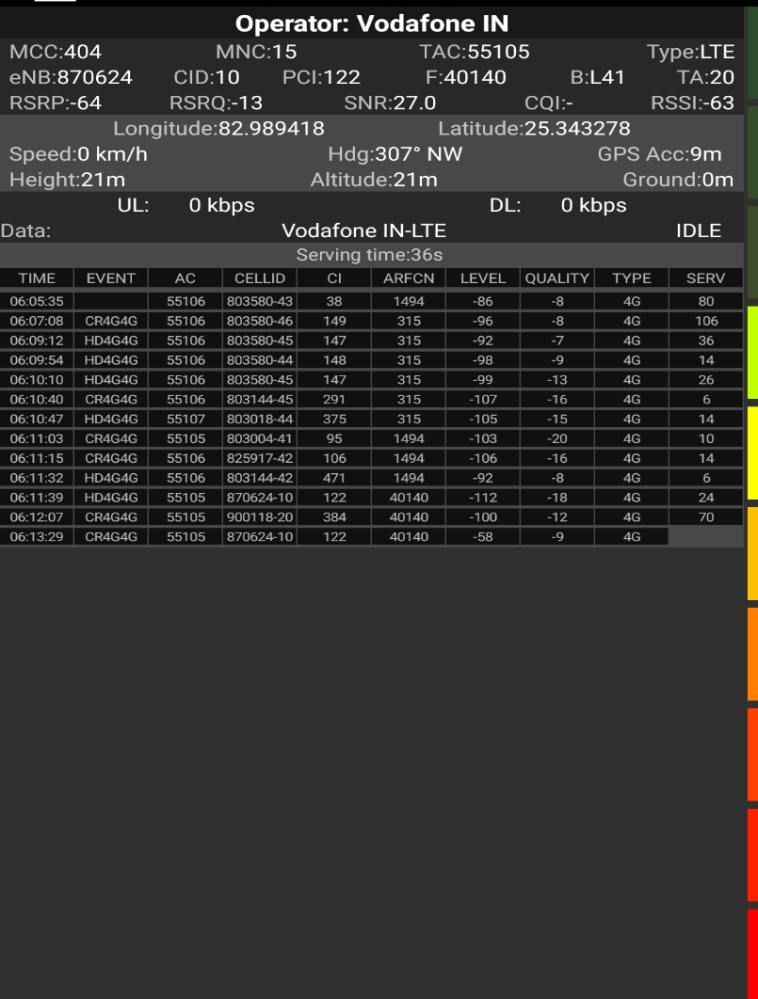 Operator: Vodafone IN
MCC:404 MNC:15 TAC:55105 Type:LTE
eNB:870624 CID:10 PCI:122 F:40140 B:L41 TA:20
RSRP:-64 RSRQ:-13 SNR:27.0 CQI:- RSSI:-63
Longitude:82.989418 Latitude:25.343278
Speed:0 km/h Hdg:307° NW GPS Acc:9m
Height:21m Altitude:21m Ground:0m
UL: 0 kbps DL: 0 kbps
Data: Vodafone IN-LTE IDLE
Serving time:36s
TIME EVENT AC CELLID CI ARFCN LEVEL QUALITY TYPE SERV
06:05:35 55106 803580-43 38 1494 -86 -8 4G 80
06:07:08 CR4G4G 55106 803580-46 149 315 -96 -8 4G 106
06:09:12 HD4G4G 55106 803580-45 147 315 -92 -7 4G 36
06:09:54 HD4G4G 55106 803580-44 148 315 -98 -9 4G 14
06:10:10 HD4G4G 55106 803580-45 147 315 -99 -13 4G 26
06:10:40 CR4G4G 55106 803144-45 291 315 -107 -16 4G 6
06:10:47 HD4G4G 55107 803018-44 375 315 -105 -15 4G 14
06:11:03 CR4G4G 55105 803004-41 95 1494 -103 -20 4G 10
06:11:15 CR4G4G 55106 825917-42 106 1494 -106 -16 4G 14
06:11:32 HD4G4G 55106 803144-42 471 1494 -92 -8 4G 6
06:11:39 HD4G4G 55105 870624-10 122 40140 -112 -18 4G 24
06:12:07 CR4G4G 55105 900118-20 384 40140 -100 -12 4G 70
06:13:29 CR4G4G 55105 870624-10 122 40140 -58 -9 4G